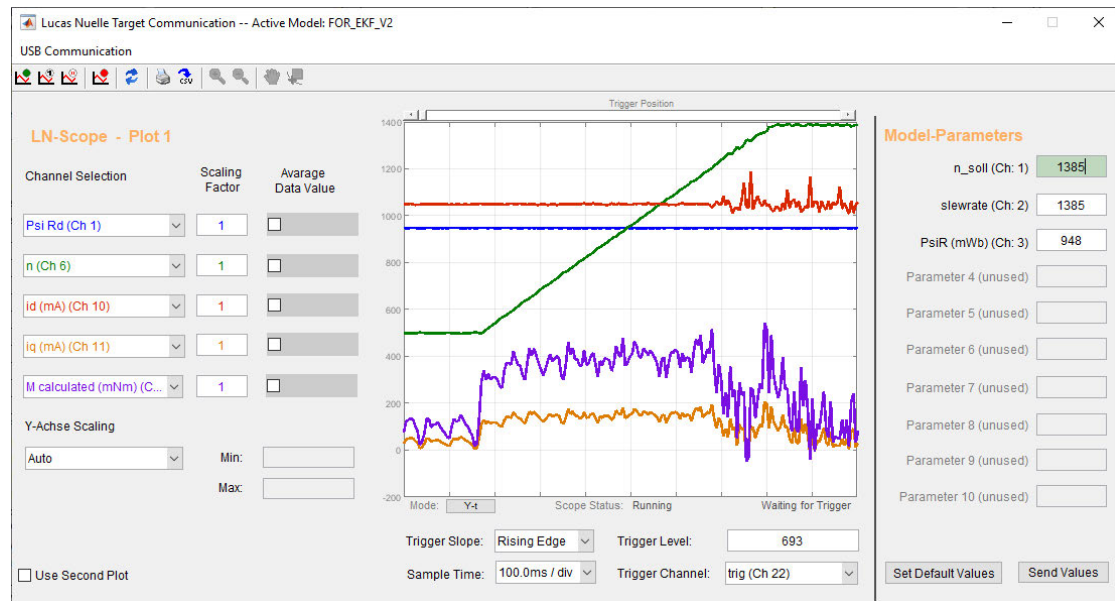 Lucas Nuelle Target Communication -- Active Model: FOR_EKF_V2
USB Communication
CSV
LN-Scope - Plot 1
Channel Selection
Scaling Factor
Avarage Data Value
Psi Rd (Ch 1)
1
n (Ch 6)
1
id (mA) (Ch 10)
1
iq (mA) (Ch 11)
1
M calculated (mNm) (C...
1
Y-Achse Scaling
Auto
Min:
Max:
Use Second Plot
Trigger Position
1400
1200
1000
800
600
400
200
0
-200
Mode:
Y-t
Scope Status: Running
Waiting for Trigger
Trigger Slope:
Rising Edge
Trigger Level:
693
Sample Time:
100.0ms / div
Trigger Channel:
trig (Ch 22)
Model-Parameters
n_soll (Ch: 1)
1385
slewrate (Ch: 2)
1385
PsiR (mWb) (Ch: 3)
948
Parameter 4 (unused)
Parameter 5 (unused)
Parameter 6 (unused)
Parameter 7 (unused)
Parameter 8 (unused)
Parameter 9 (unused)
Parameter 10 (unused)
Set Default Values
Send Values